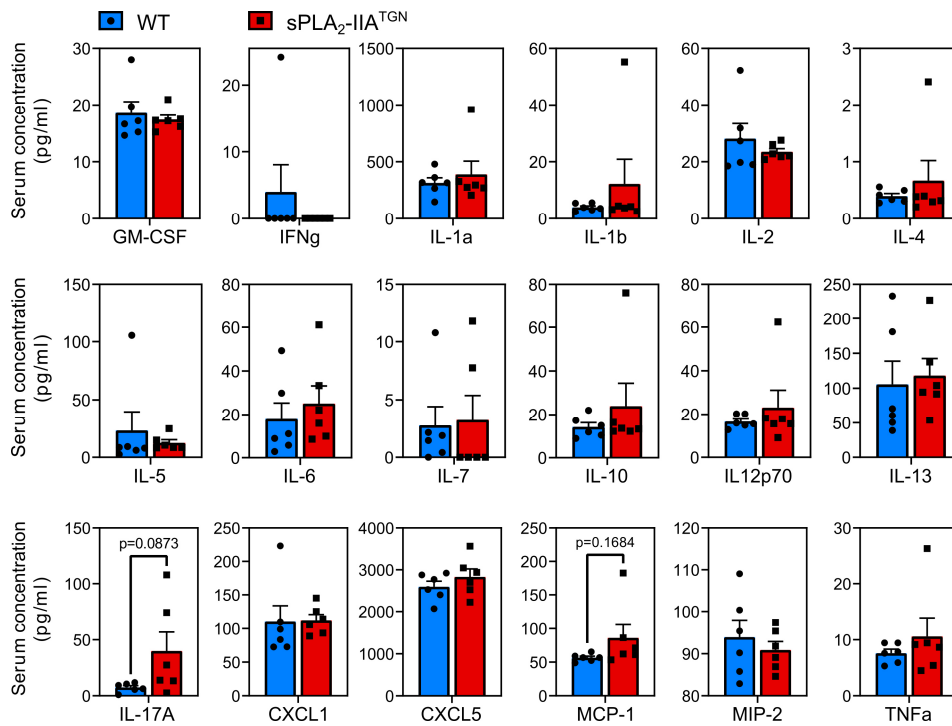 WT
sPLA2-IIA^TGN
Serum concentration
(pg/ml)
30
20
10
0
GM-CSF
20
10
0
IFNg
1500
1000
500
0
IL-1a
60
40
20
0
IL-1b
60
40
20
0
IL-2
3
2
1
0
IL-4
Serum concentration
(pg/ml)
150
100
50
0
IL-5
80
60
40
20
0
IL-6
15
10
5
0
IL-7
80
60
40
20
0
IL-10
80
60
40
20
0
IL12p70
250
200
150
100
50
0
IL-13
Serum concentration
(pg/ml)
150
100
50
0
p=0.0873
IL-17A
250
200
150
100
50
0
CXCL1
4000
3000
2000
1000
0
CXCL5
250
200
150
100
50
0
p=0.1684
MCP-1
120
110
100
90
80
MIP-2
30
20
10
0
TNFa